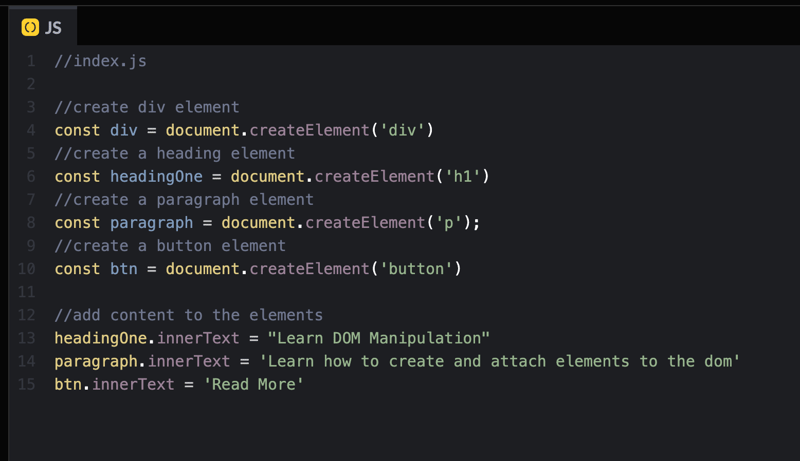 JS
1 //index.js
2
3 //create div element
4 const div = document.createElement('div')
5 //create a heading element
6 const headingOne = document.createElement('h1')
7 //create a paragraph element
8 const paragraph = document.createElement('p');
9 //create a button element
10 const btn = document.createElement('button')
11
12 //add content to the elements
13 headingOne.innerText = "Learn DOM Manipulation"
14 paragraph.innerText = 'Learn how to create and attach elements to the dom'
15 btn.innerText = 'Read More'